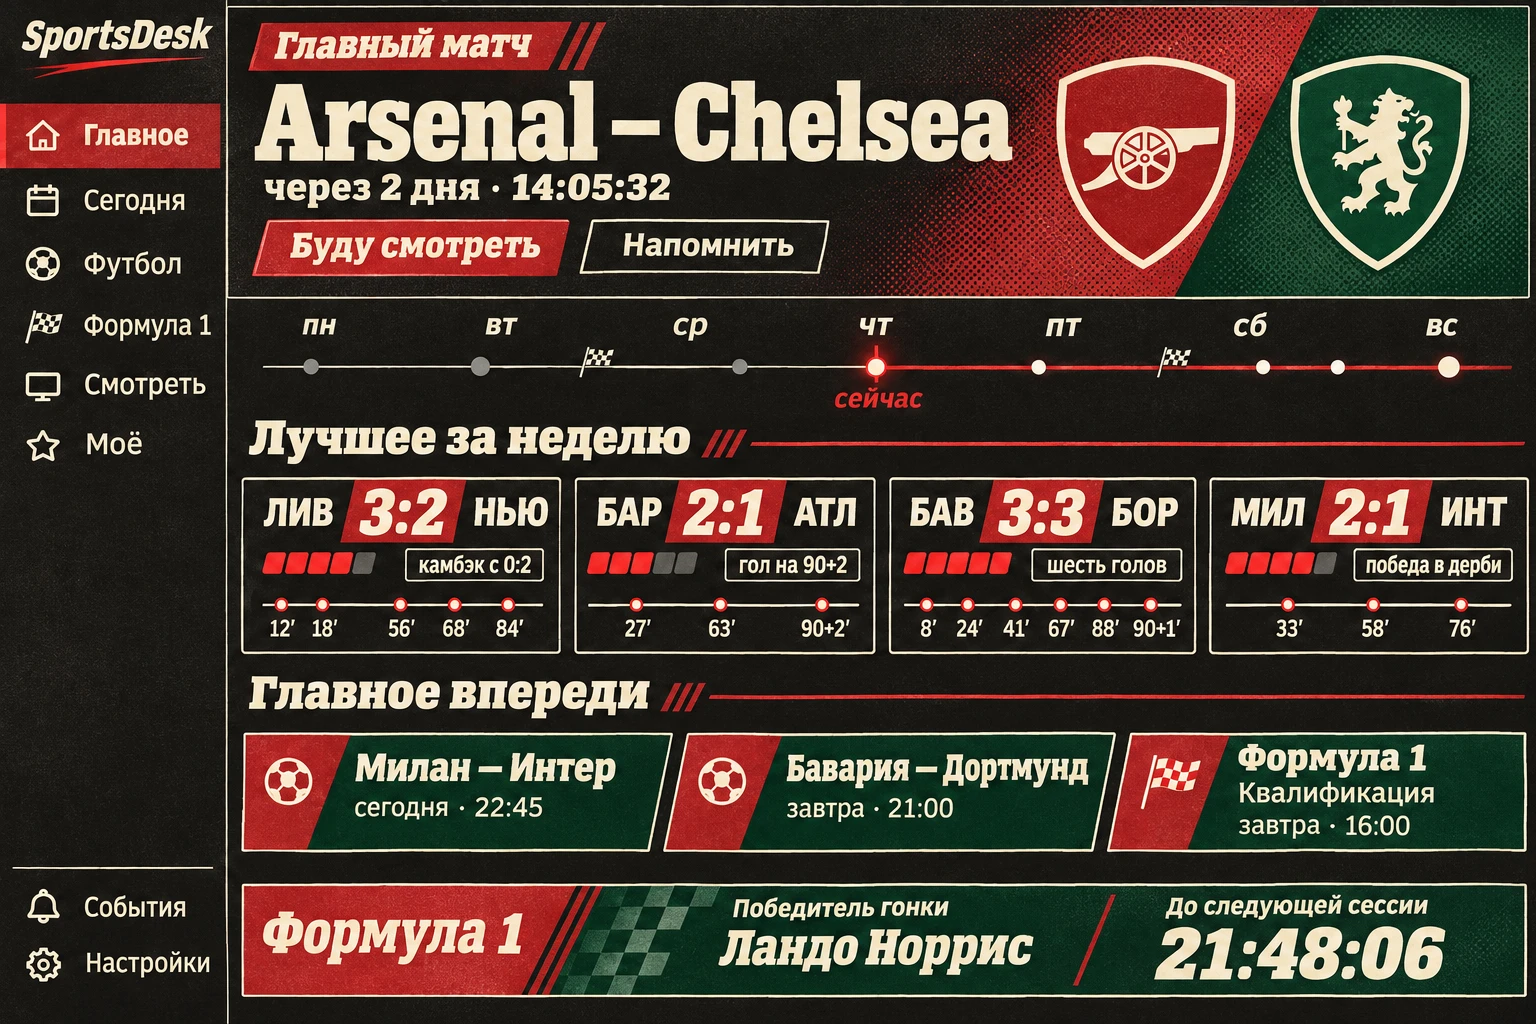 SportsDesk
Главное
Сегодня
Футбол
Формула 1
Смотреть
Моё
События
Настройки
Главный матч
Arsenal – Chelsea
через 2 дня · 14:05:32
Буду смотреть
Напомнить
пн вт ср чт пт сб вс
сейчас
Лучшее за неделю
ЛИВ 3:2 НЬЮ
камбэк с 0:2
12′ 18′ 56′ 68′ 84′
БАР 2:1 АТЛ
гол на 90+2
27′ 63′ 90+2′
БАВ 3:3 БОР
шесть голов
8′ 24′ 41′ 67′ 88′ 90+1′
МИЛ 2:1 ИНТ
победа в дерби
33′ 58′ 76′
Главное впереди
Милан – Интер
сегодня · 22:45
Бавария – Дортмунд
завтра · 21:00
Формула 1
Квалификация
завтра · 16:00
Формула 1
Победитель гонки
Ландо Норрис
До следующей сессии
21:48:06